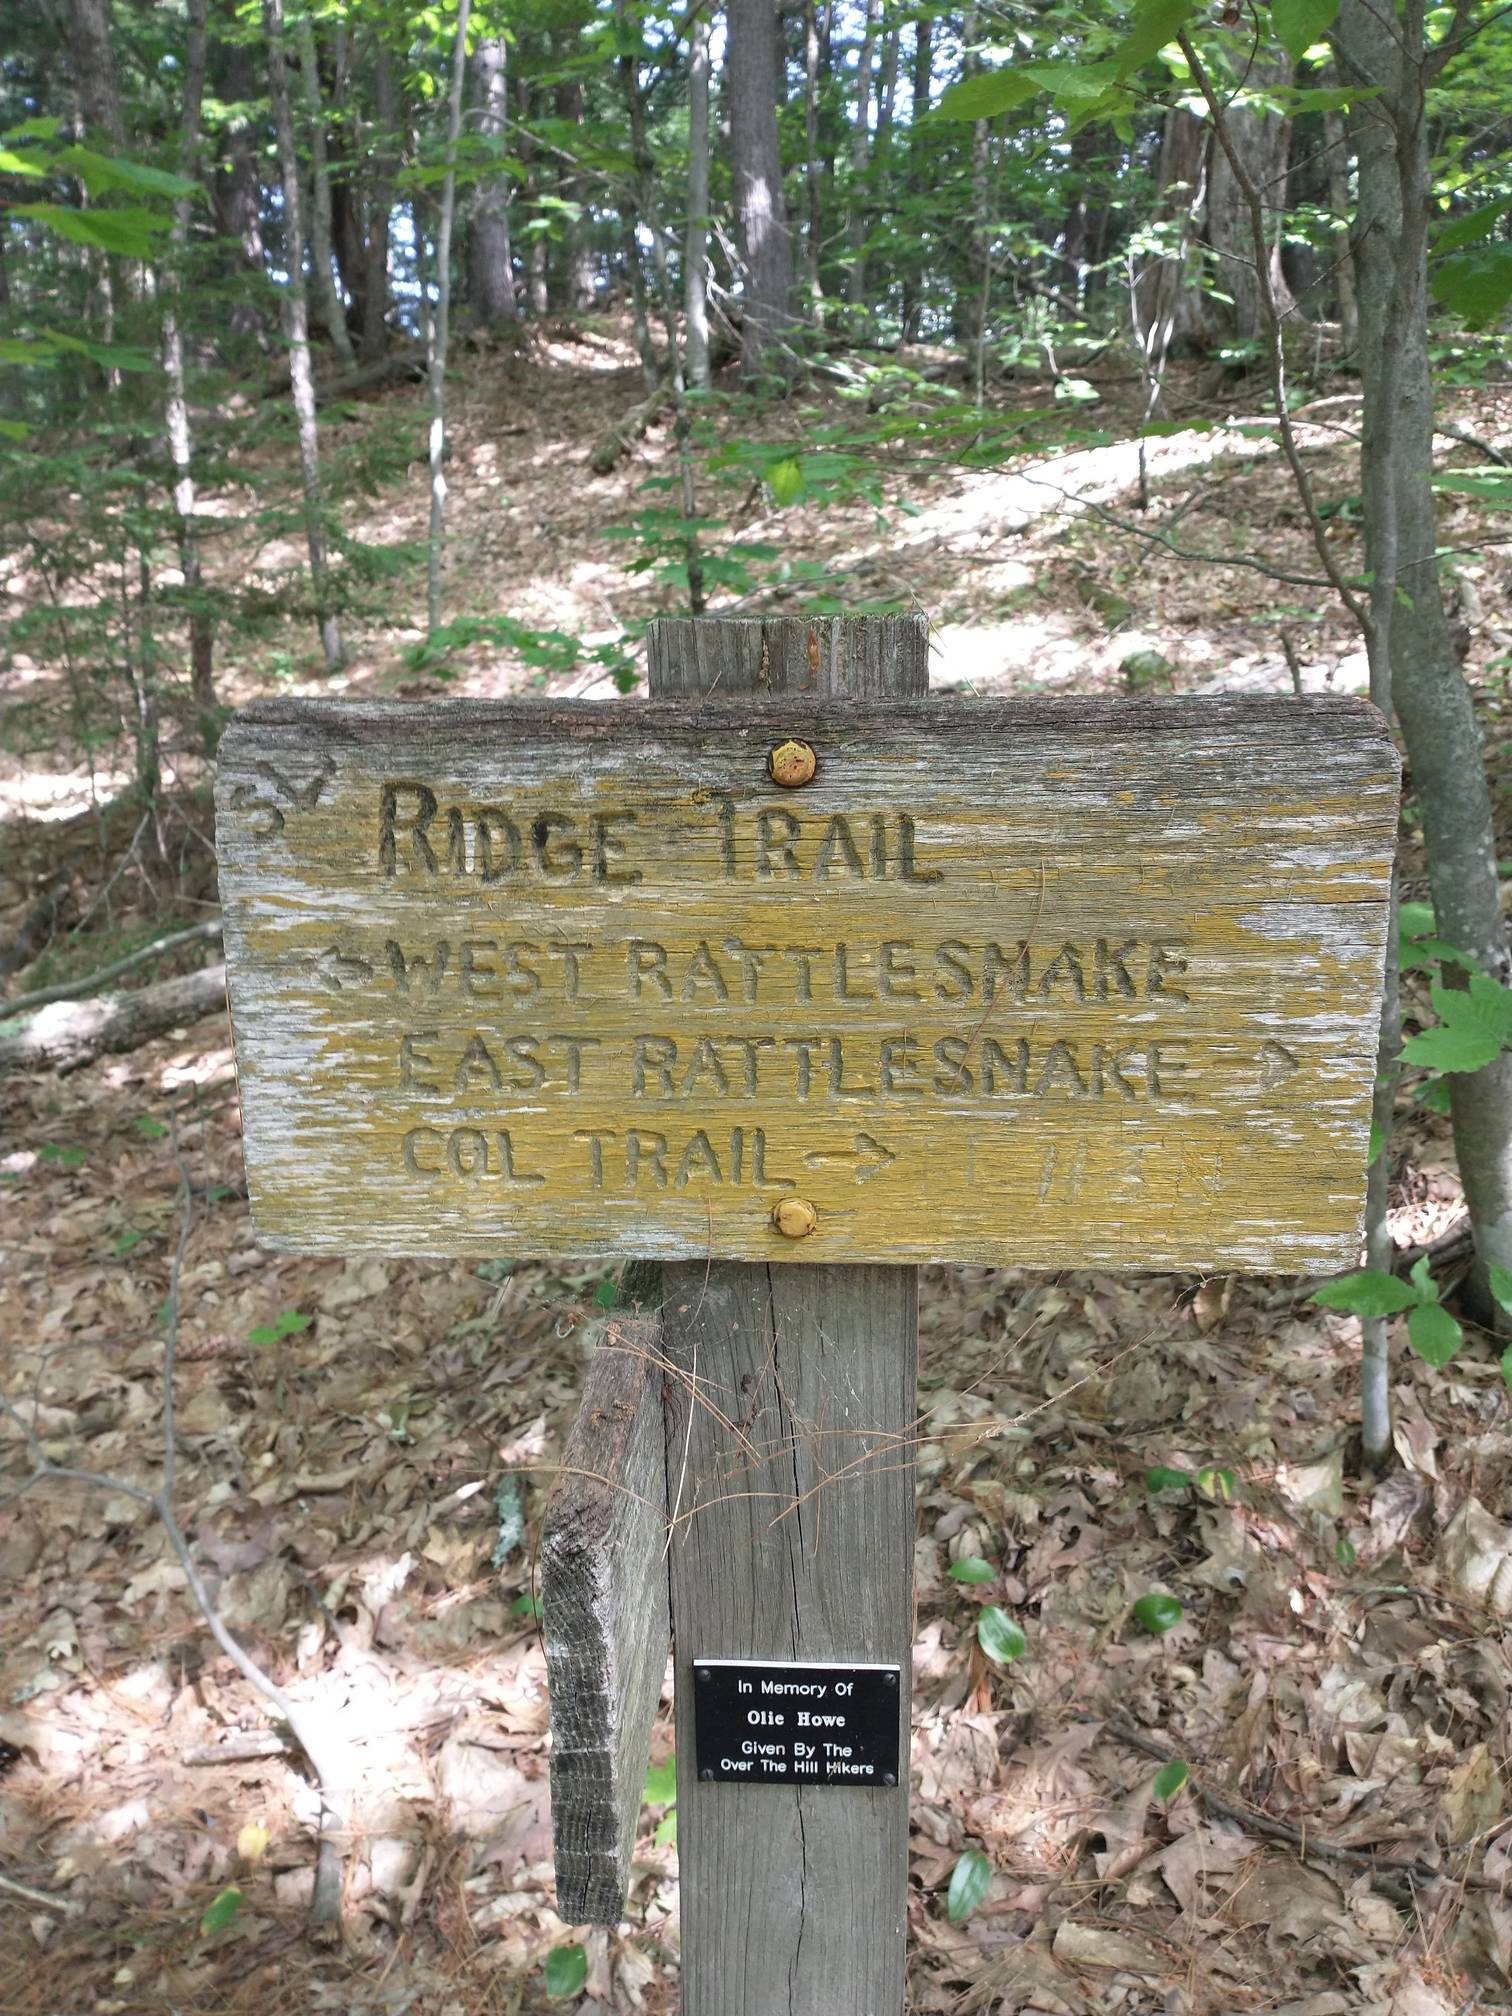 RIDGE TRAIL
← WEST RATTLESNAKE
EAST RATTLESNAKE →
COL TRAIL →
In Memory Of
Olie Howe
Given By The
Over The Hill Hikers